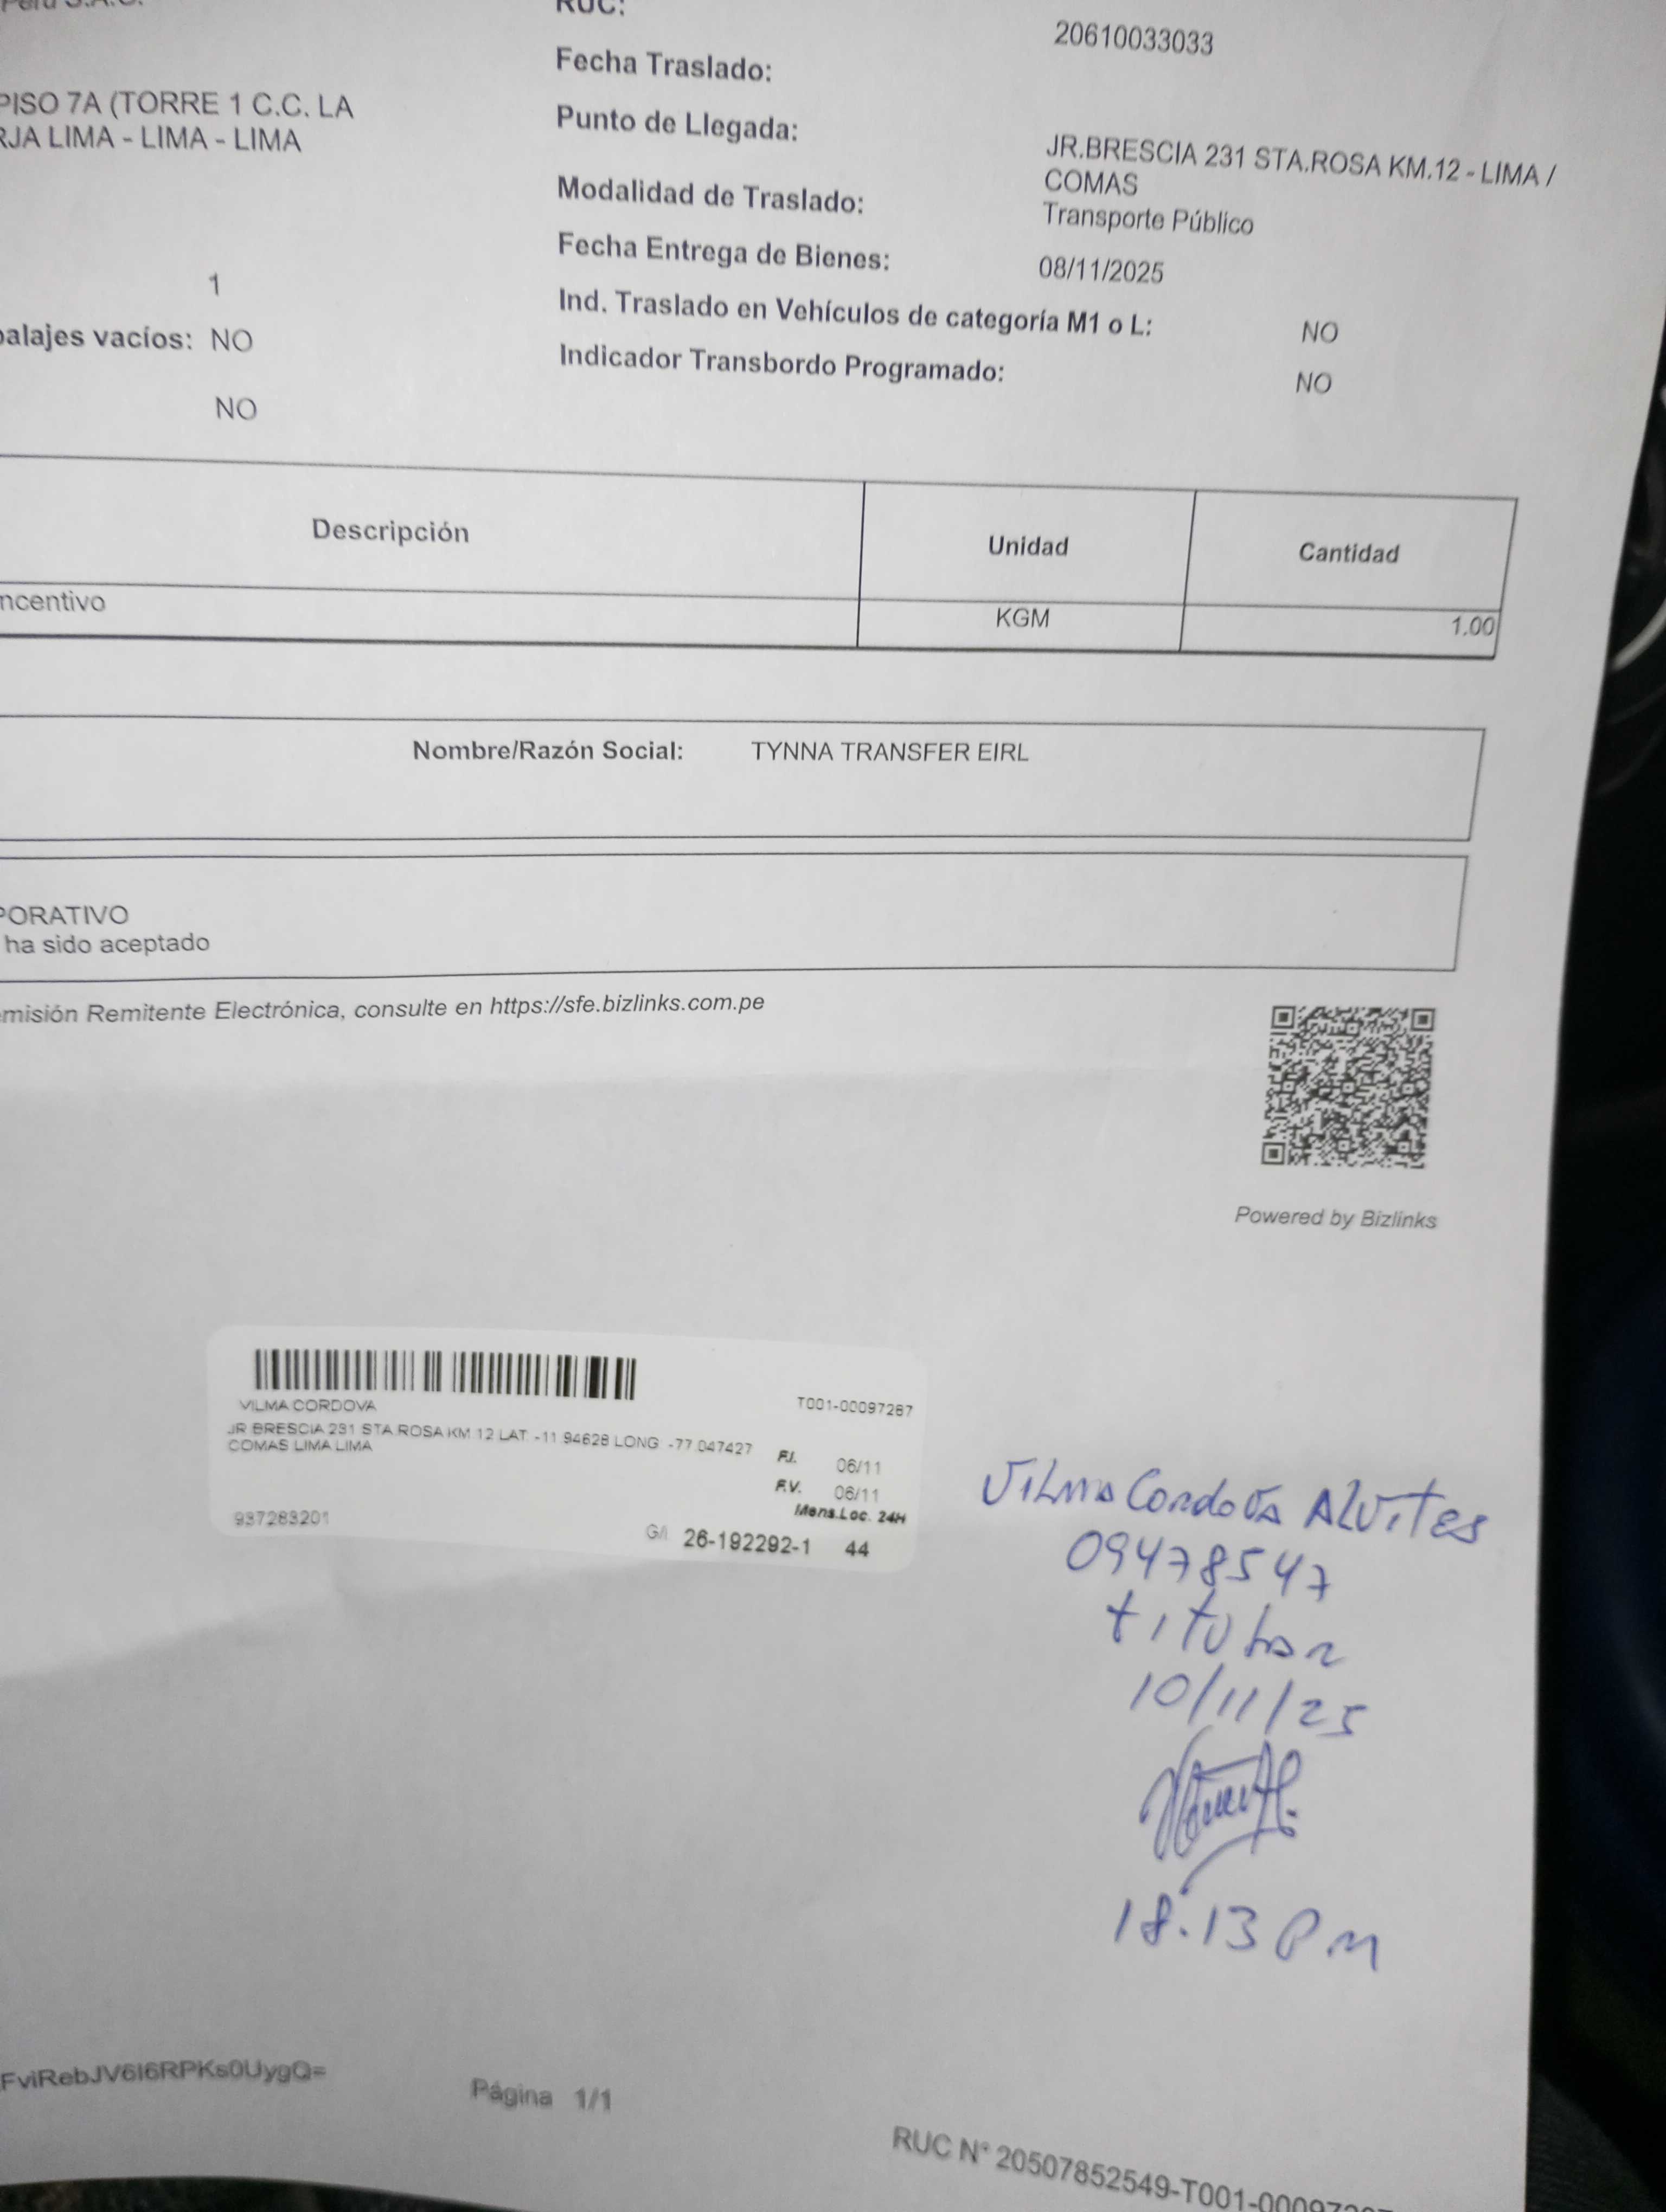 Perú S.A.C.
RUC:
20610033033
Fecha Traslado:
PISO 7A (TORRE 1 C.C. LA
RJA LIMA - LIMA - LIMA
Punto de Llegada:
JR.BRESCIA 231 STA.ROSA KM.12 - LIMA /
COMAS
Modalidad de Traslado:
Transporte Público
Fecha Entrega de Bienes:
08/11/2025
1
Ind. Traslado en Vehículos de categoría M1 o L:
NO
balajes vacíos: NO
Indicador Transbordo Programado:
NO
NO
Descripción
Unidad
Cantidad
ncentivo
KGM
1.00
Nombre/Razón Social: TYNNA TRANSFER EIRL
PORATIVO
ha sido aceptado
emisión Remitente Electrónica, consulte en https://sfe.bizlinks.com.pe
Powered by Bizlinks
VILMA CORDOVA
T001-00097287
JR.BRESCIA 231 STA.ROSA KM.12 LAT: -11.94628 LONG: -77.047427
COMAS LIMA LIMA
F.I. 06/11
F.V. 06/11
Mens.Loc. 24H
937283201
G/I 26-192292-1 44
Vilma Cordova Alvites
09478547
titular
10/11/25
18.13 Pm
FviRebJV6I6RPKs0UygQ=
Página 1/1
RUC N° 20507852549-T001-00097287